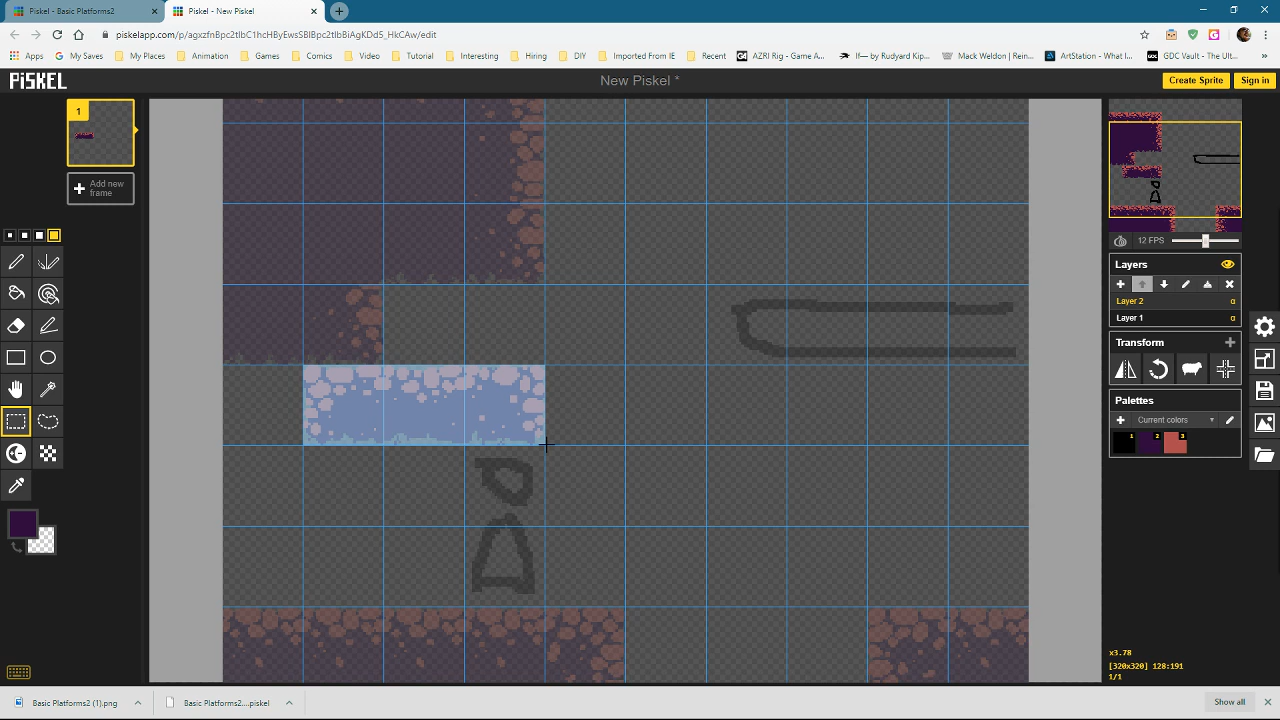 Piskel - Basic Platforms2
Piskel - New Piskel
piskelapp.com/p/agxzfnBpc2tlbC1hcHByEwsSBlBpc2tlbBiAgKDd5_HkCAw/edit
Apps
My Saves
My Places
Animation
Games
Comics
Video
Tutorial
Interesting
Hiring
DIY
Imported From IE
Recent
AZRI Rig - Game A...
If— by Rudyard Kip...
Mack Weldon | Rein...
ArtStation - What I...
GDC Vault - The Ult...
PISKEL
New Piskel *
Create Sprite
Sign in
1
Add new
frame
12 FPS
Layers
Layer 2
α
Layer 1
α
Transform
Palettes
Current colors
1
2
3
x3.78
[320x320] 128:191
1/1
Basic Platforms2 (1).png
Basic Platforms2....piskel
Show all